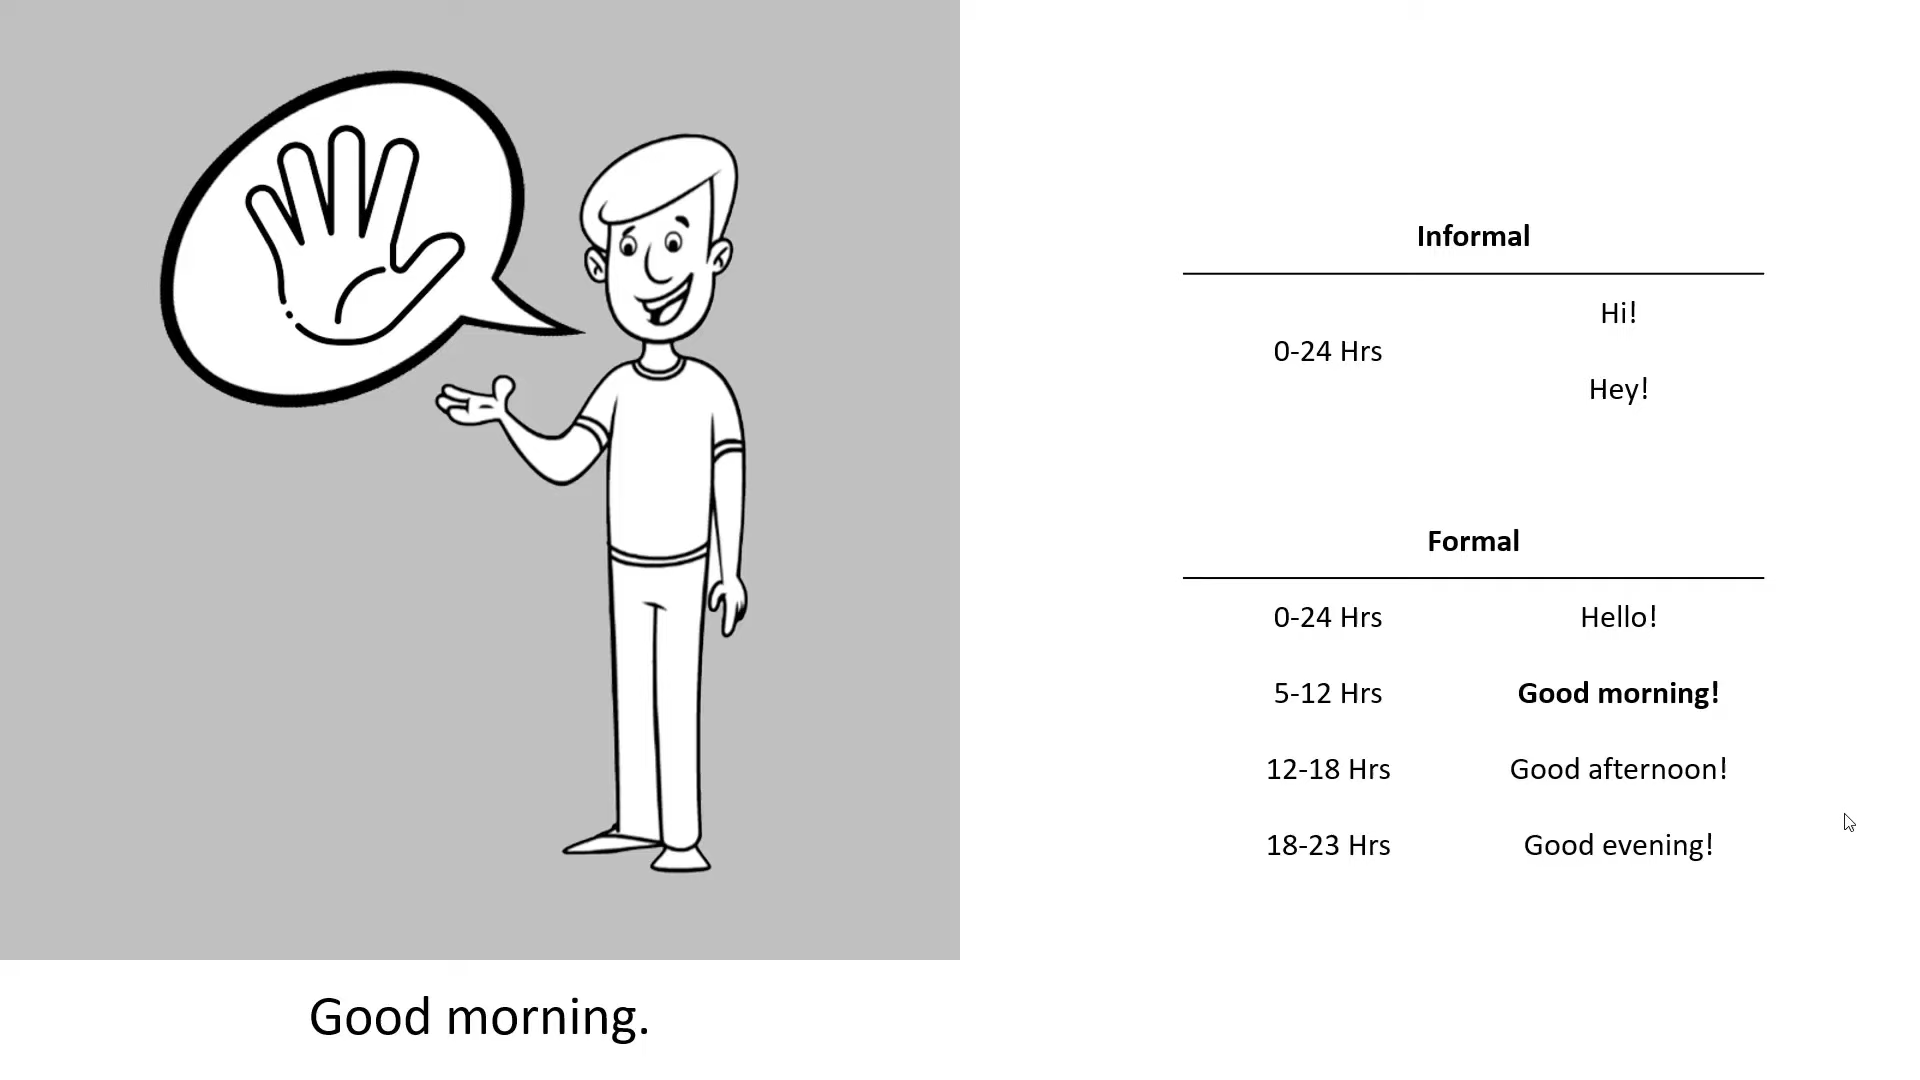 Good morning.
Informal
0-24 Hrs
Hi!
Hey!
Formal
0-24 Hrs Hello!
5-12 Hrs Good morning!
12-18 Hrs Good afternoon!
18-23 Hrs Good evening!